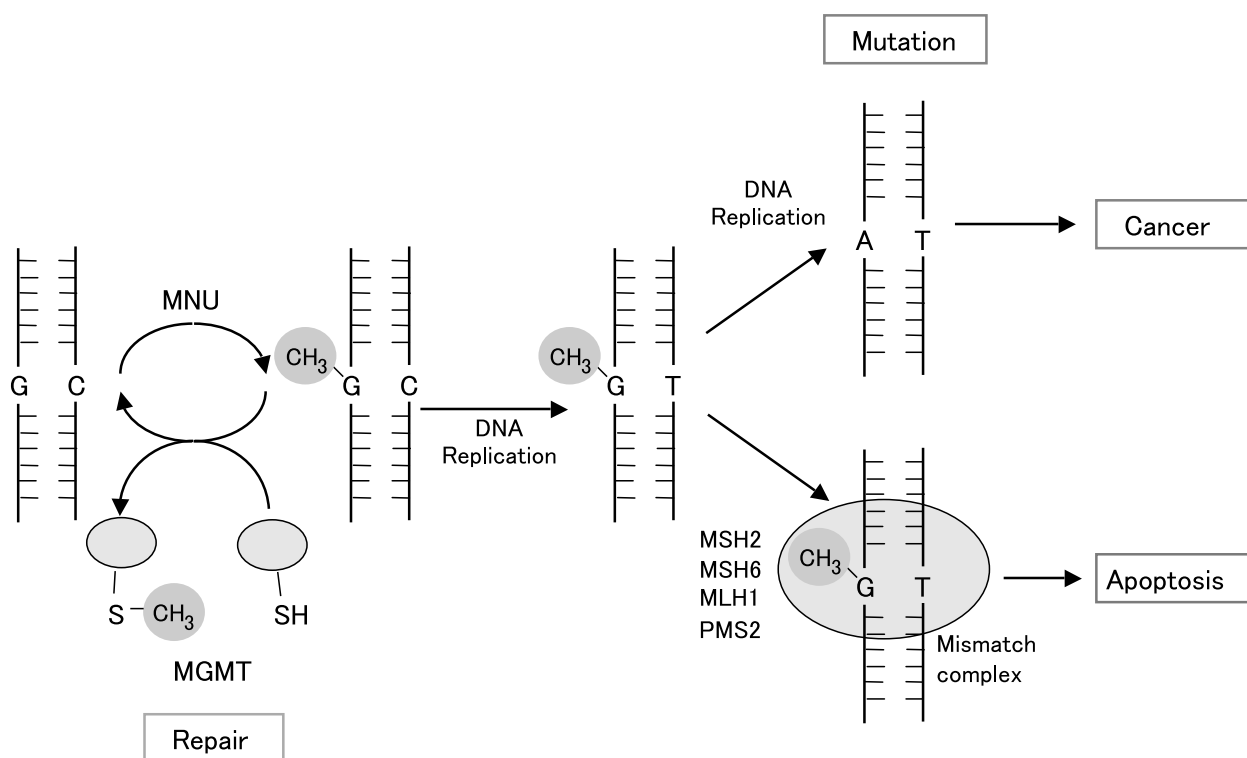 Mutation
DNA
Replication
A T
Cancer
MNU
CH3
CH3
G C
G C
G T
DNA
Replication
MSH2
MSH6
MLH1
PMS2
CH3
G T
Apoptosis
Mismatch
complex
S CH3
SH
MGMT
Repair